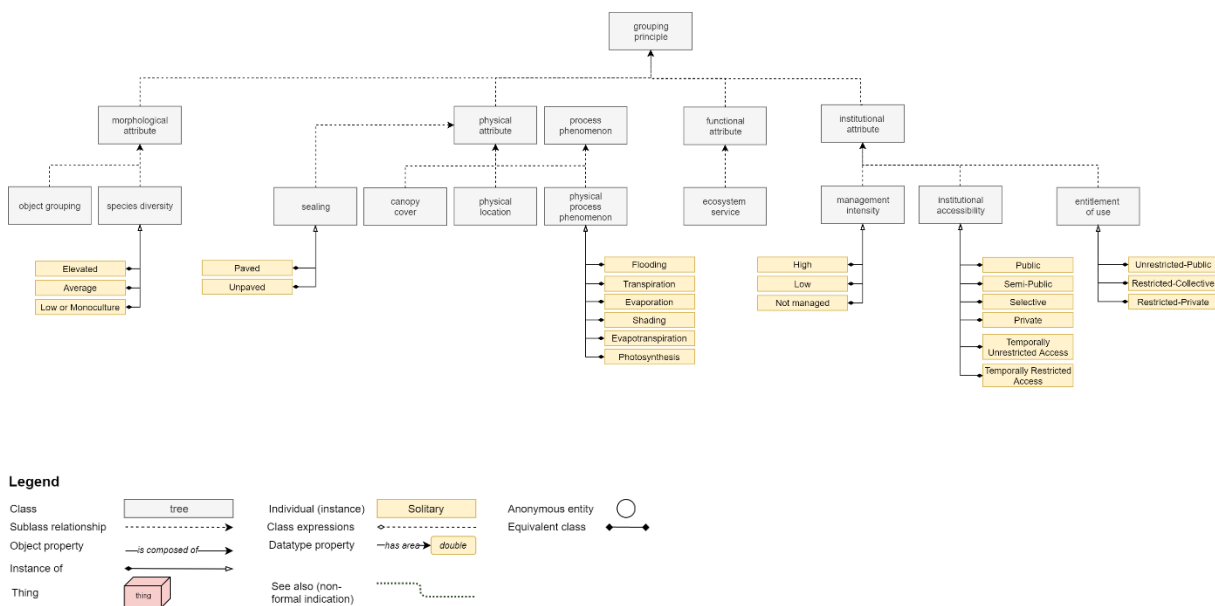 grouping
principle
morphological
attribute
physical
attribute
process
phenomenon
functional
attribute
institutional
attribute
object grouping
species diversity
sealing
canopy
cover
physical
location
physical
process
phenomenon
ecosystem
service
management
intensity
institutional
accessibility
entitlement
of use
Elevated
Average
Low or Monoculture
Paved
Unpaved
Flooding
Transpiration
Evaporation
Shading
Evapotranspiration
Photosynthesis
High
Low
Not managed
Public
Semi-Public
Selective
Private
Temporally
Unrestricted Access
Temporally Restricted
Access
Unrestricted-Public
Restricted-Collective
Restricted-Private
Legend
Class
tree
Sublass relationship
Object property
is composed of
Instance of
Thing
thing
Individual (instance)
Solitary
Class expressions
Datatype property
has area
double
See also (non-
formal indication)
Anonymous entity
Equivalent class